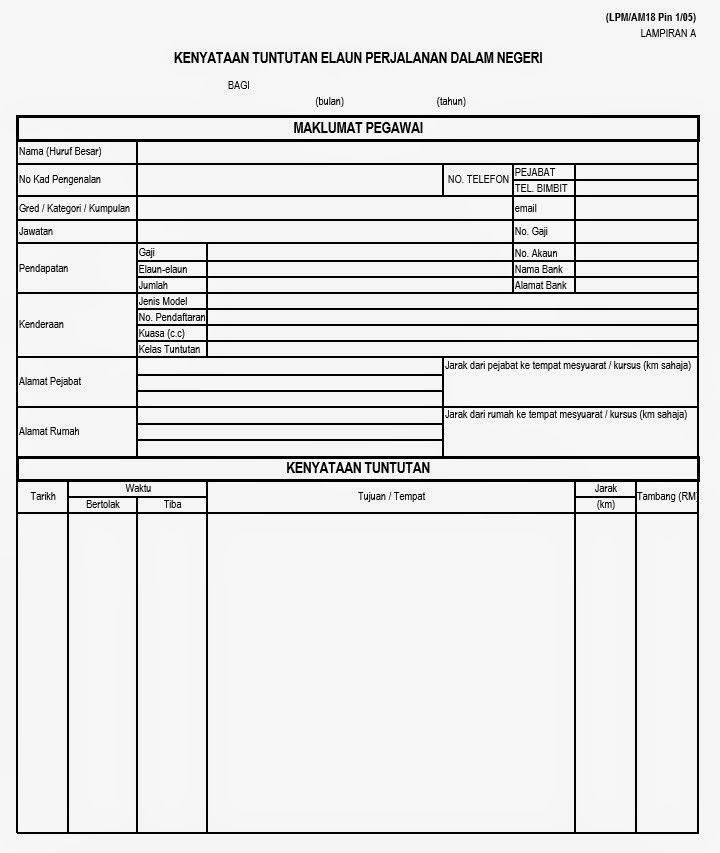 (LPM/AM18 Pin 1/05)
LAMPIRAN A
KENYATAAN TUNTUTAN ELAUN PERJALANAN DALAM NEGERI
BAGI
(bulan) (tahun)
MAKLUMAT PEGAWAI
Nama (Huruf Besar)
No Kad Pengenalan NO. TELEFON PEJABAT
TEL. BIMBIT
Gred / Kategori / Kumpulan email
Jawatan No. Gaji
Pendapatan Gaji No. Akaun
Elaun-elaun Nama Bank
Jumlah Alamat Bank
Kenderaan Jenis Model
No. Pendaftaran
Kuasa (c.c)
Kelas Tuntutan
Alamat Pejabat Jarak dari pejabat ke tempat mesyuarat / kursus (km sahaja)
Alamat Rumah Jarak dari rumah ke tempat mesyuarat / kursus (km sahaja)
KENYATAAN TUNTUTAN
Tarikh Waktu Tujuan / Tempat Jarak Tambang (RM
Bertolak Tiba (km)